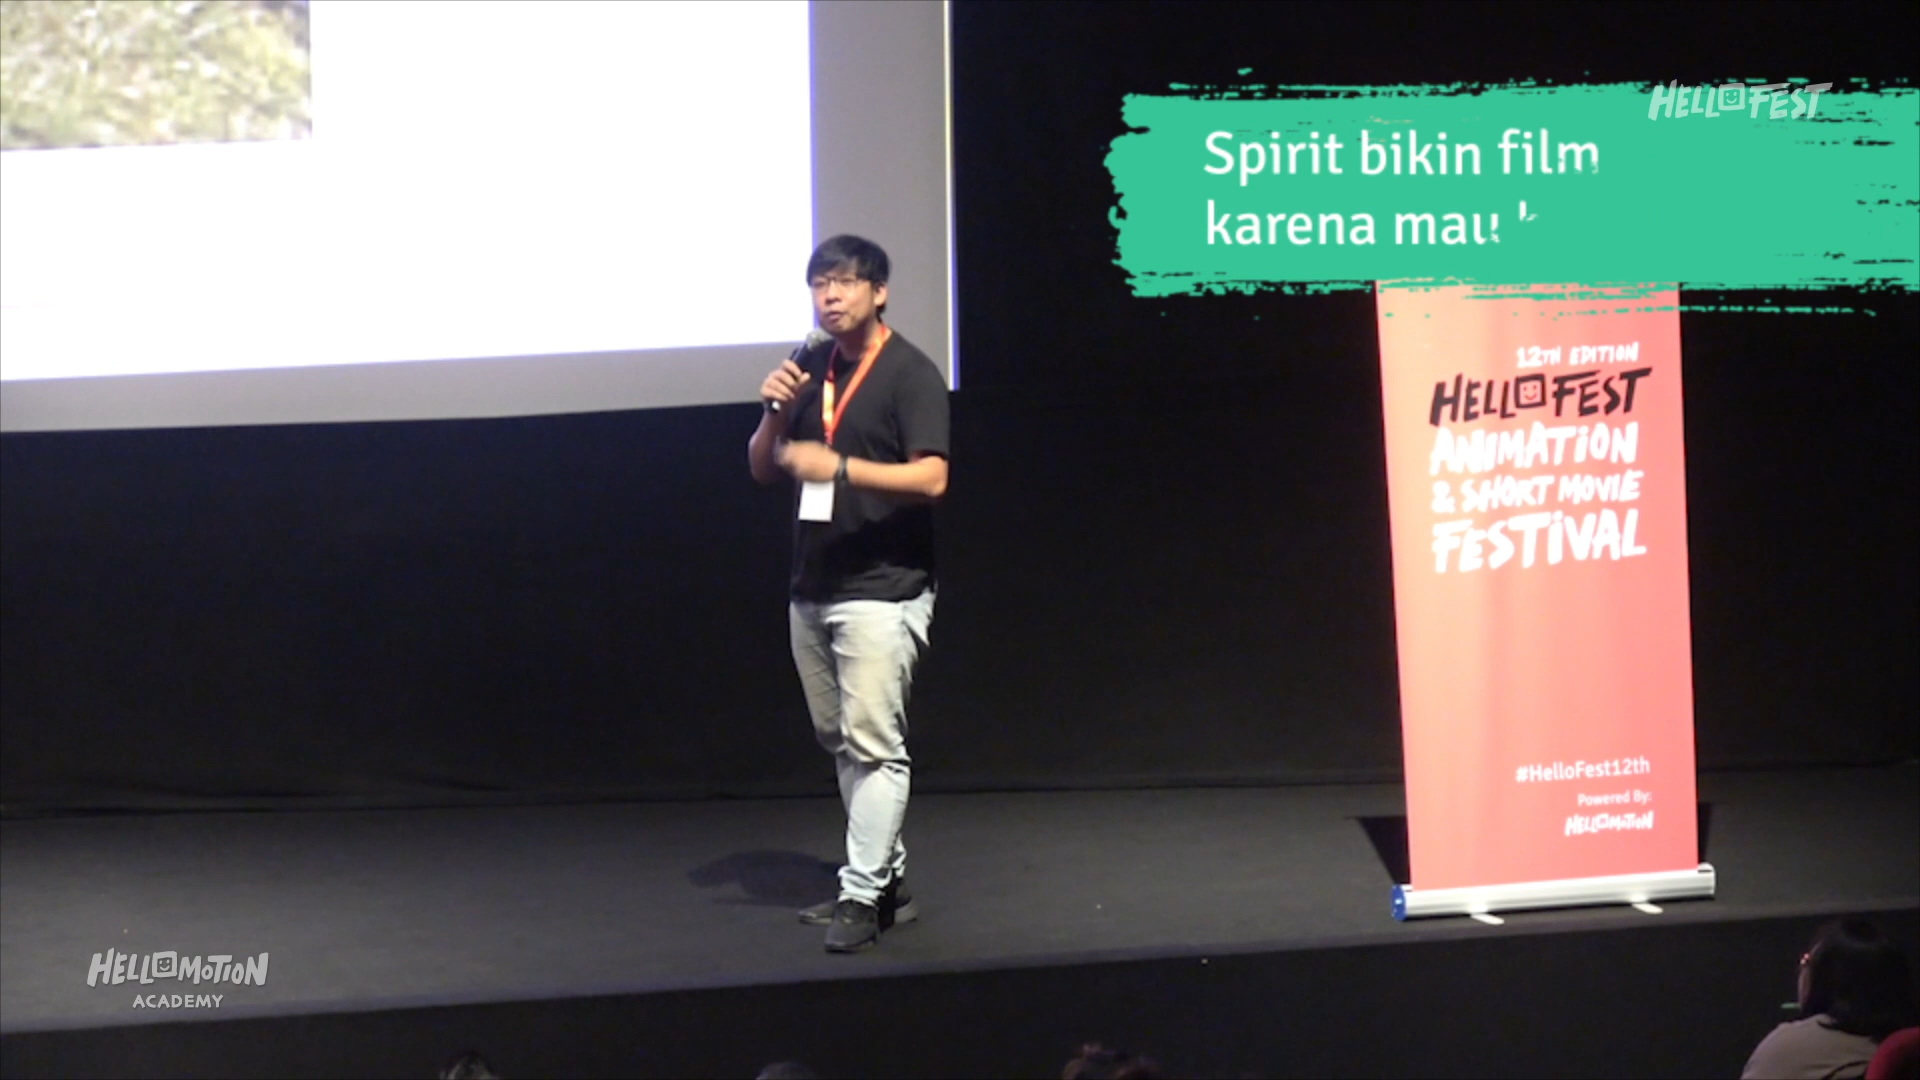 HELLOFEST
Spirit bikin film
karena mau
12TH EDITION
HELLOFEST
ANIMATION
& SHORT MOVIE
FESTIVAL
#HelloFest12th
Powered By:
HELLOMOTION
HELLOMOTION
ACADEMY